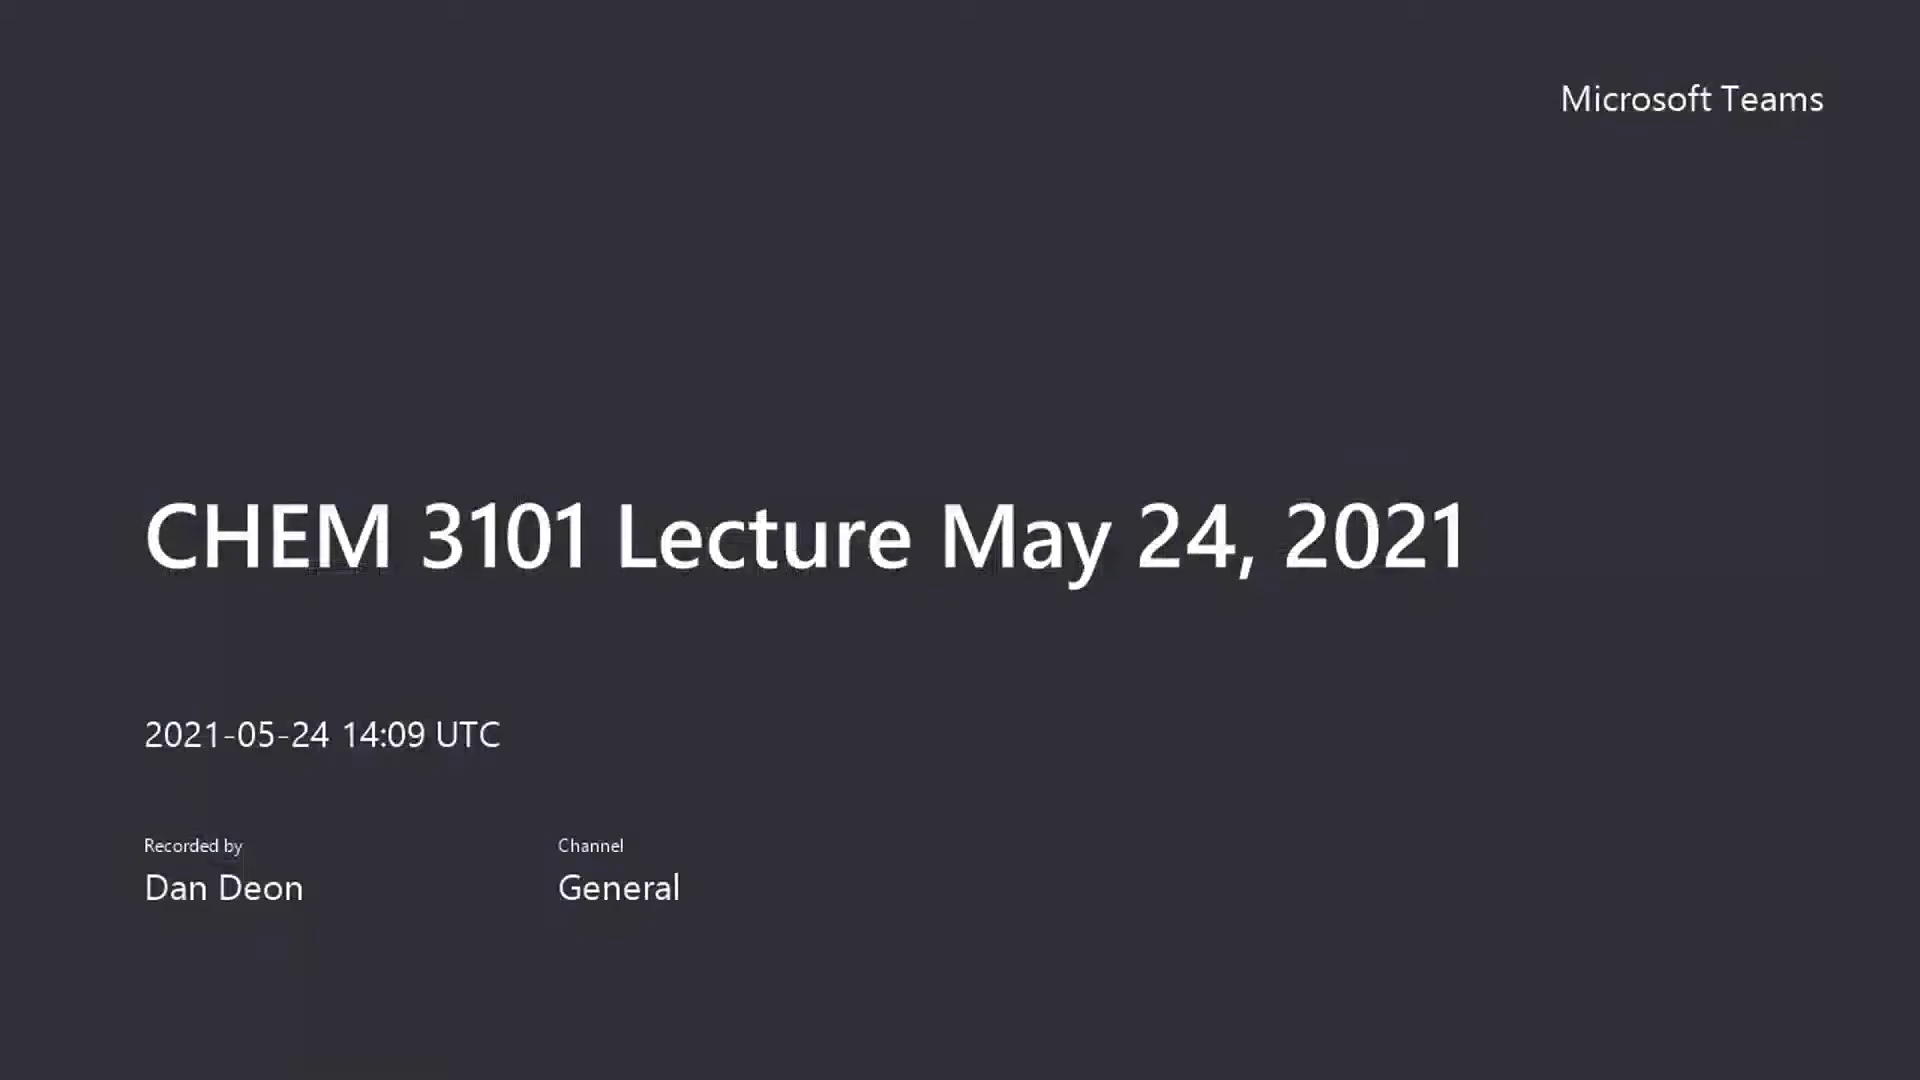 Microsoft Teams
CHEM 3101 Lecture May 24, 2021
2021-05-24 14:09 UTC
Recorded by
Dan Deon
Channel
General